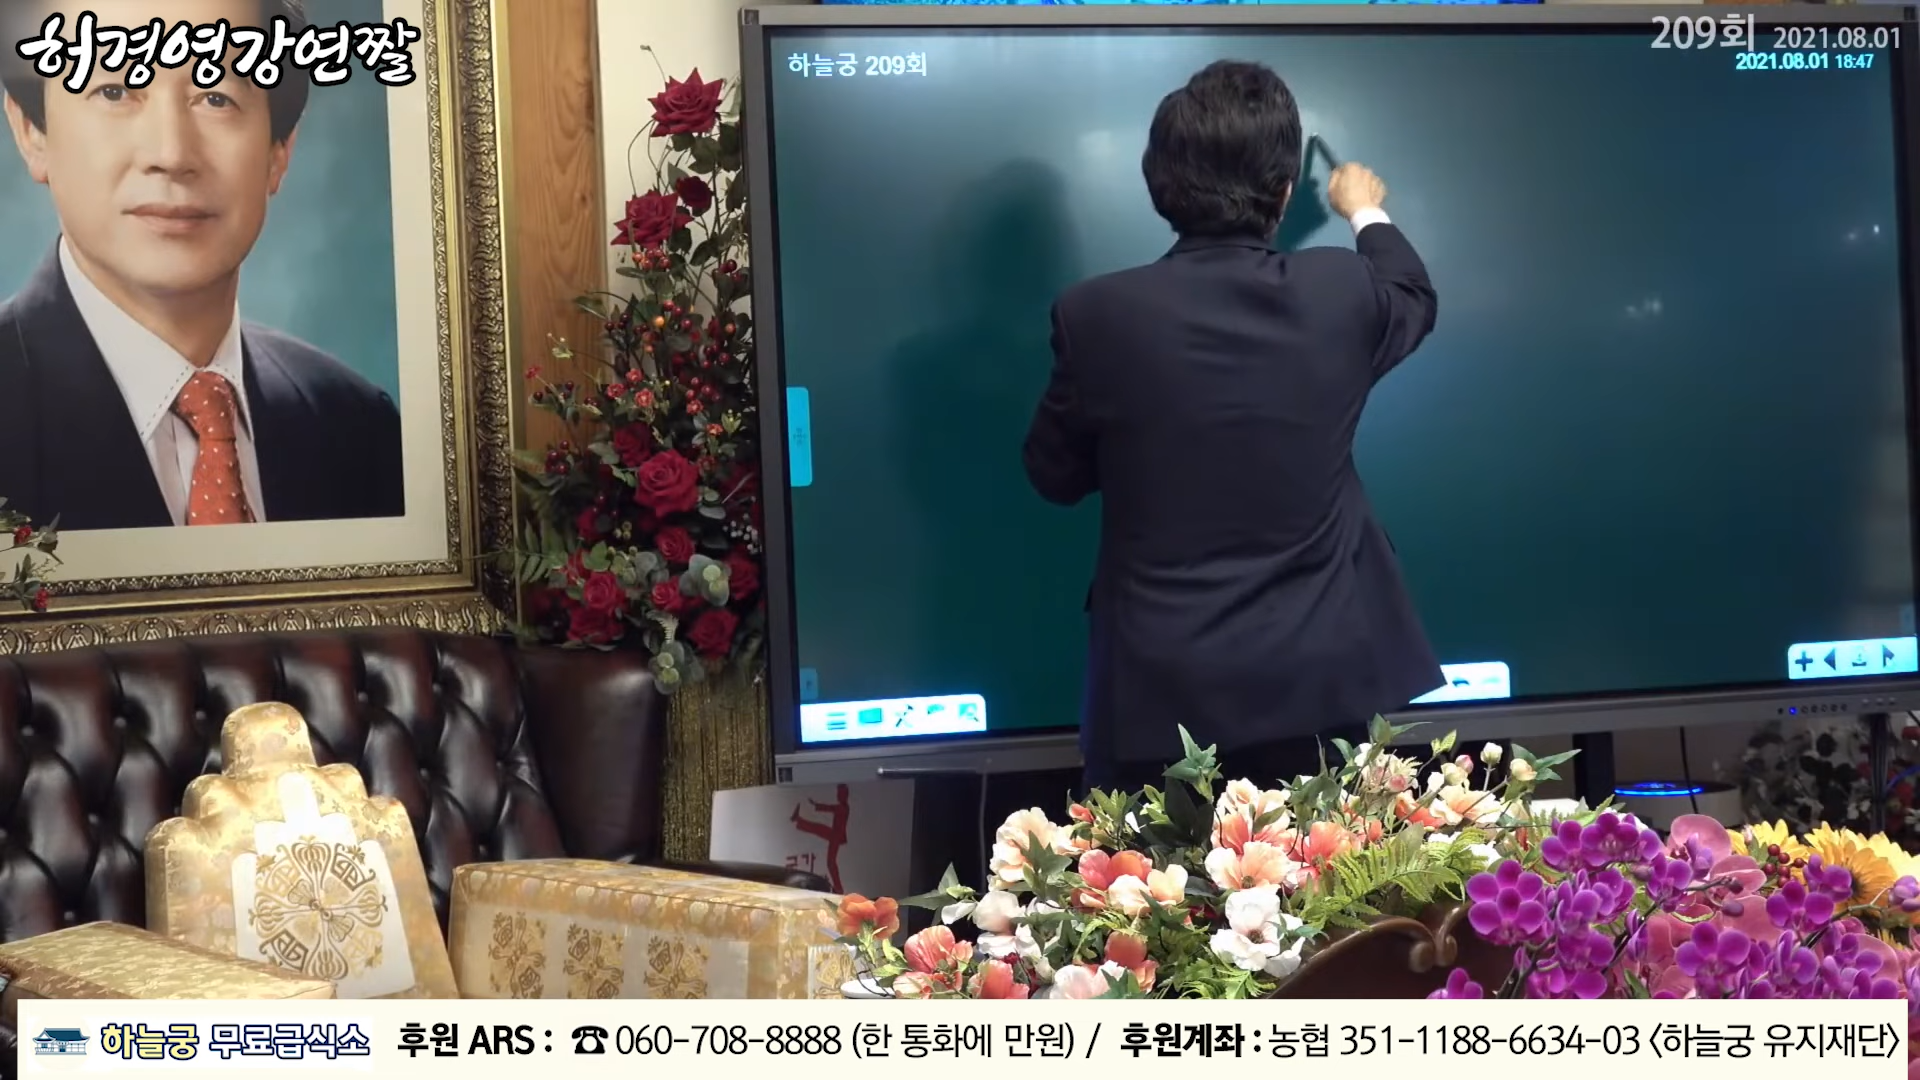 허경영강연짤
209회 2021.08.01
하늘궁 209회
2021.08.01 18:47
국가
하늘궁 무료급식소 후원 ARS : ☎ 060-708-8888 (한 통화에 만원) / 후원계좌 : 농협 351-1188-6634-03 <하늘궁 유지재단>